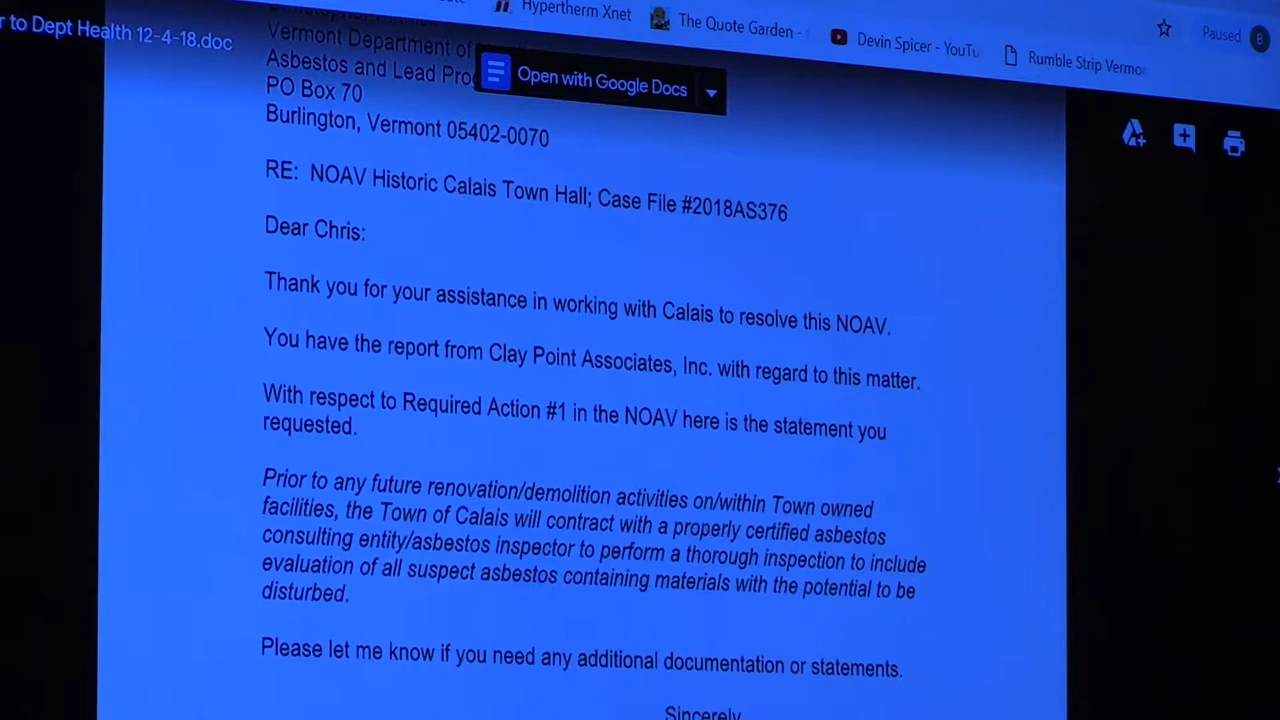 Hypertherm Xnet
The Quote Garden -
Devin Spicer - YouTu
Rumble Strip Vermor
Paused
B
r to Dept Health 12-4-18.doc
Vermont Department of
Asbestos and Lead Prog
Open with Google Docs
PO Box 70
Burlington, Vermont 05402-0070
RE: NOAV Historic Calais Town Hall; Case File #2018AS376
Dear Chris:
Thank you for your assistance in working with Calais to resolve this NOAV.
You have the report from Clay Point Associates, Inc. with regard to this matter.
With respect to Required Action #1 in the NOAV here is the statement you
requested.
Prior to any future renovation/demolition activities on/within Town owned
facilities, the Town of Calais will contract with a properly certified asbestos
consulting entity/asbestos inspector to perform a thorough inspection to include
evaluation of all suspect asbestos containing materials with the potential to be
disturbed.
Please let me know if you need any additional documentation or statements.
Sincerely